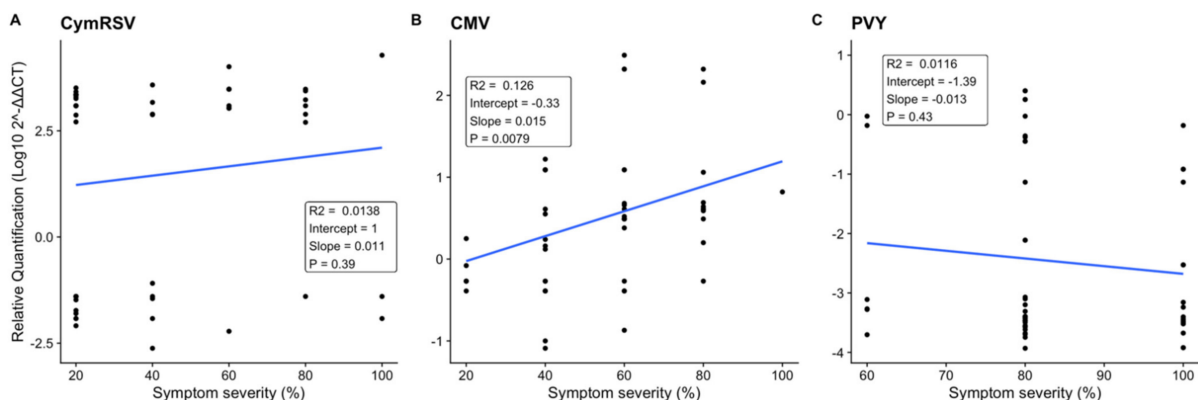 A
CymRSV
B
CMV
C
PVY
Relative Quantification (Log10 2^-ΔΔCT)
2.5
0.0
-2.5
R2 = 0.0138
Intercept = 1
Slope = 0.011
P = 0.39
20
40
60
80
100
Symptom severity (%)
2
1
0
-1
R2 = 0.126
Intercept = -0.33
Slope = 0.015
P = 0.0079
20
40
60
80
100
Symptom severity (%)
1
0
-1
-2
-3
-4
R2 = 0.0116
Intercept = -1.39
Slope = -0.013
P = 0.43
60
70
80
90
100
Symptom severity (%)